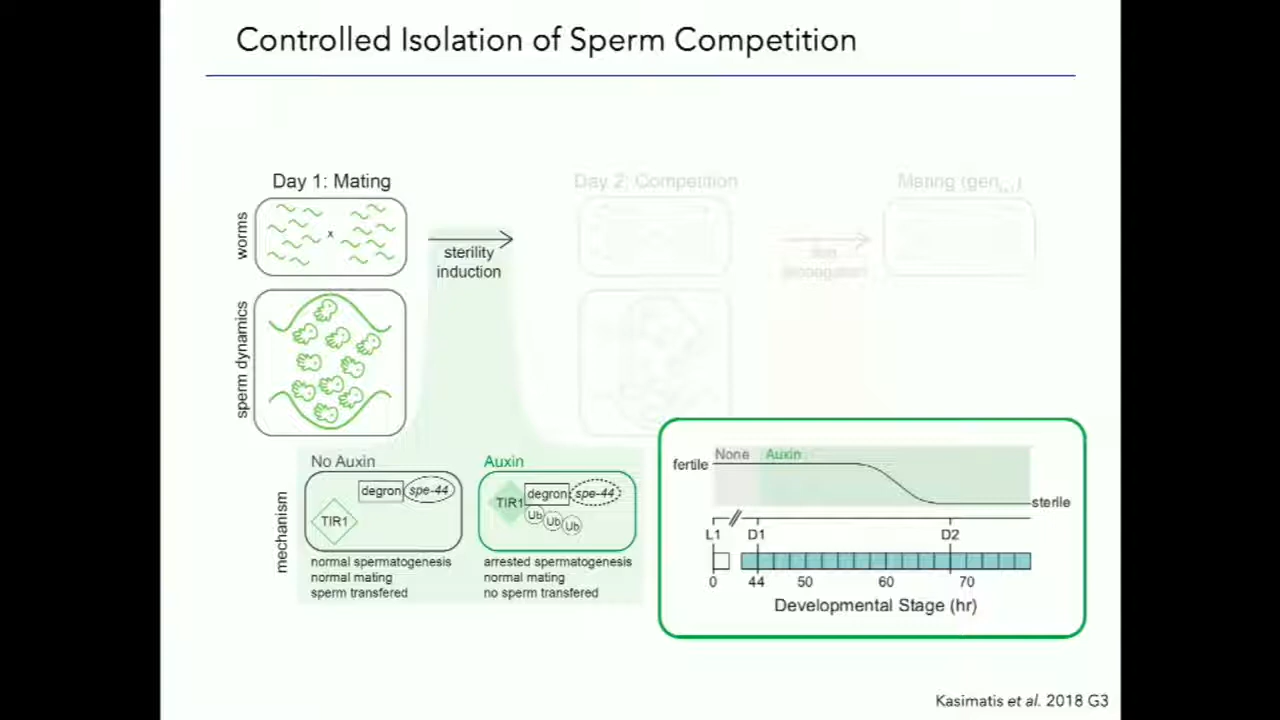 Controlled Isolation of Sperm Competition
Day 1: Mating
Day 2: Competition
worms
x
sterility
induction
sperm dynamics
mechanism
No Auxin
degron spe-44
TIR1
normal spermatogenesis
normal mating
sperm transfered
Auxin
TIR1 degron spe-44
Ub Ub Ub
arrested spermatogenesis
normal mating
no sperm transfered
None Auxin
fertile
sterile
L1 D1 D2
0 44 50 60 70
Developmental Stage (hr)
Kasimatis et al. 2018 G3